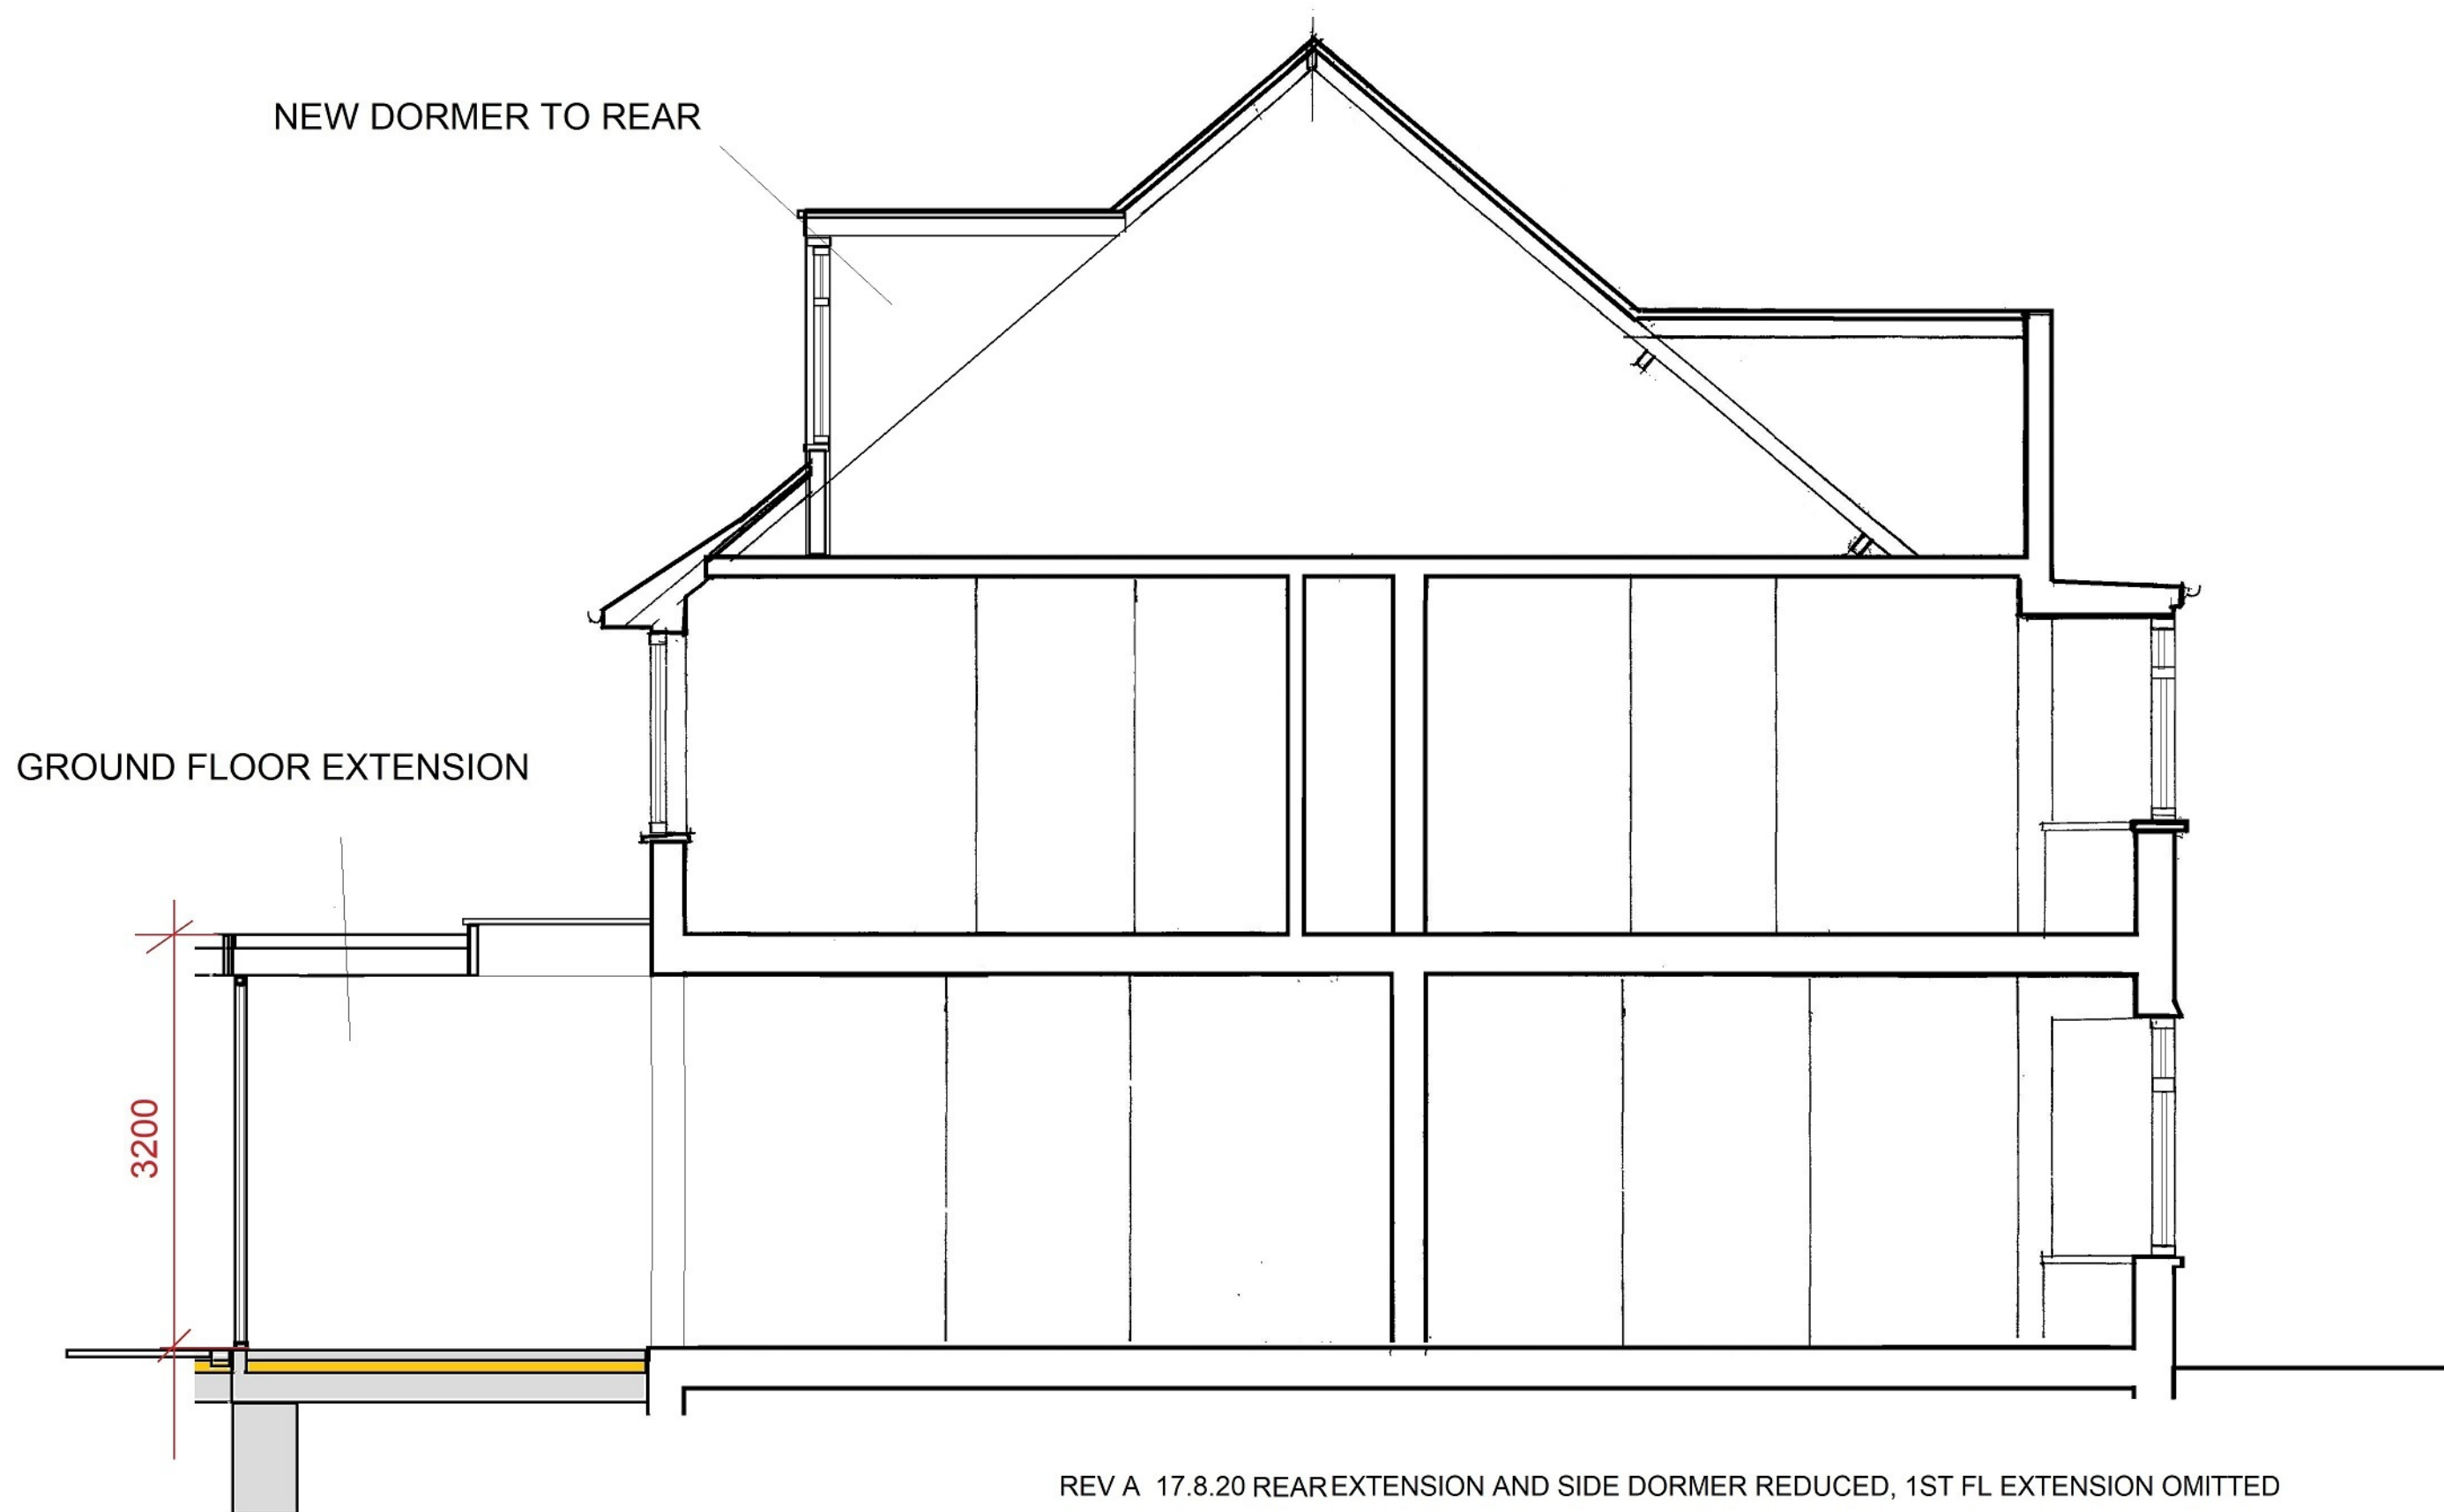 NEW DORMER TO REAR
GROUND FLOOR EXTENSION
3200
REV A 17.8.20 REAR EXTENSION AND SIDE DORMER REDUCED, 1ST FL EXTENSION OMITTED